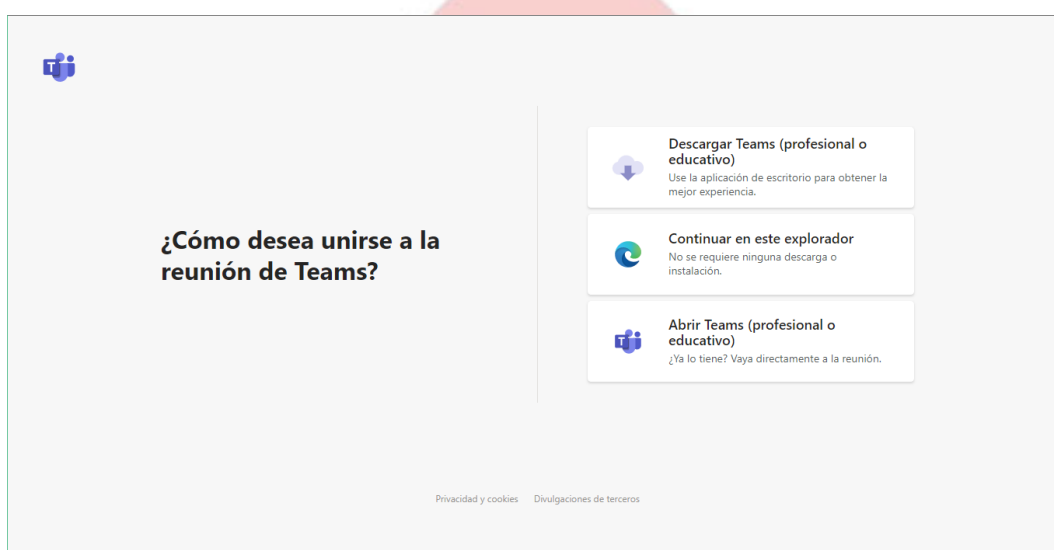 ¿Cómo desea unirse a la
reunión de Teams?
Descargar Teams (profesional o
educativo)
Use la aplicación de escritorio para obtener la
mejor experiencia.
Continuar en este explorador
No se requiere ninguna descarga o
instalación.
Abrir Teams (profesional o
educativo)
¿Ya lo tiene? Vaya directamente a la reunión.
Privacidad y cookies Divulgaciones de terceros